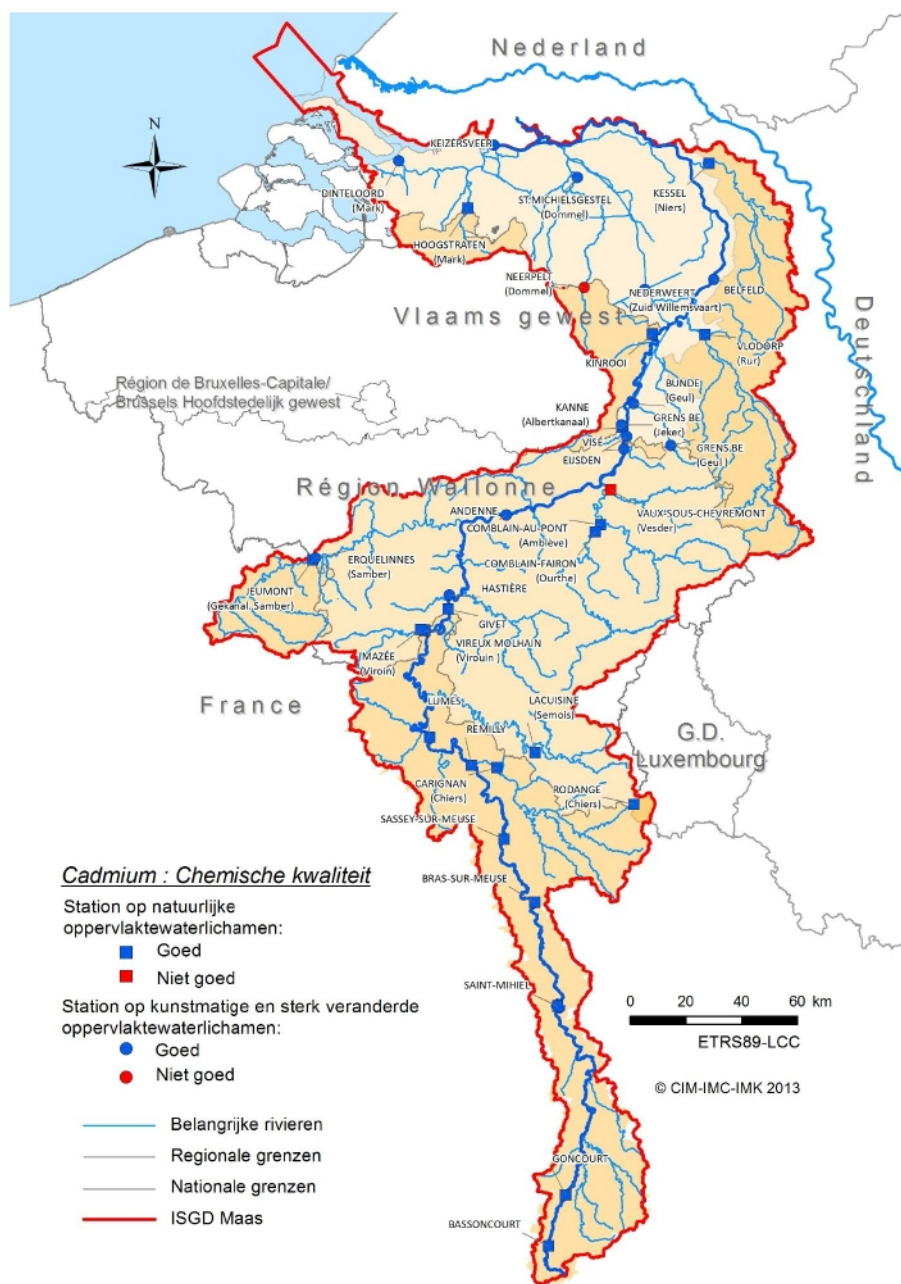 Nederland
N
KEIZERSVEER
DINTELOORD
(Mark)
ST.MICHIELSGESTEL
(Dommel)
KESSEL
(Niers)
HOOGSTRATEN
(Mark)
NEERPELT
(Dommel)
NEDERWEERT
(Zuid Willemsvaart)
BELFELD
Vlaams gewest
Deutschland
VLODORP
(Rur)
KINROOI
Région de Bruxelles-Capitale/
Brussels Hoofdstedelijk gewest
BUNDE
(Geul)
KANNE
(Albertkanaal)
GRENS BE
(Jeker)
VISÉ
GRENS BE
(Geul )
EIJSDEN
Région Wallonne
ANDENNE
VAUX-SOUS-CHEVREMONT
(Vesder)
COMBLAIN-AU-PONT
(Amblève)
COMBLAIN-FAIRON
(Ourthe)
ERQUELINNES
(Samber)
JEUMONT
(Gekanal. Samber)
HASTIÈRE
GIVET
MAZÉE
(Viroin)
VIREUX MOLHAIN
(Virouin )
France
LUMES
LACUISINE
(Semois)
REMILLY
G.D.
Luxembourg
CARIGNAN
(Chiers)
RODANGE
(Chiers)
SASSEY-SUR-MEUSE
BRAS-SUR-MEUSE
Cadmium : Chemische kwaliteit
Station op natuurlijke
oppervlaktewaterlichamen:
Goed
Niet goed
Station op kunstmatige en sterk veranderde
oppervlaktewaterlichamen:
Goed
Niet goed
SAINT-MIHIEL
0 20 40 60 km
ETRS89-LCC
© CIM-IMC-IMK 2013
Belangrijke rivieren
Regionale grenzen
Nationale grenzen
ISGD Maas
GONCOURT
BASSONCOURT